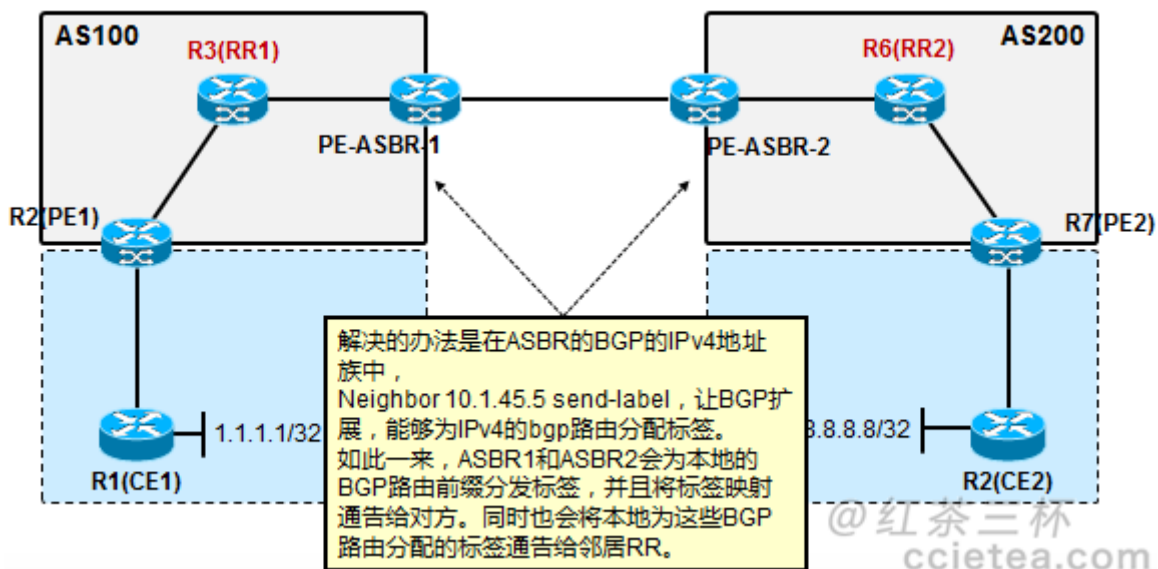 AS100
AS200
R3(RR1)
R6(RR2)
PE-ASBR-1
PE-ASBR-2
R2(PE1)
R7(PE2)
解决的办法是在ASBR的BGP的IPv4地址
族中，
Neighbor 10.1.45.5 send-label，让BGP扩
展，能够为IPv4的bgp路由分配标签。
如此一来，ASBR1和ASBR2会为本地的
BGP路由前缀分发标签，并且将标签映射
通告给对方。同时也会将本地为这些BGP
路由分配的标签通告给邻居RR。
1.1.1.1/32
8.8.8.8/32
R1(CE1)
R2(CE2)
@红茶三杯
ccietea.com